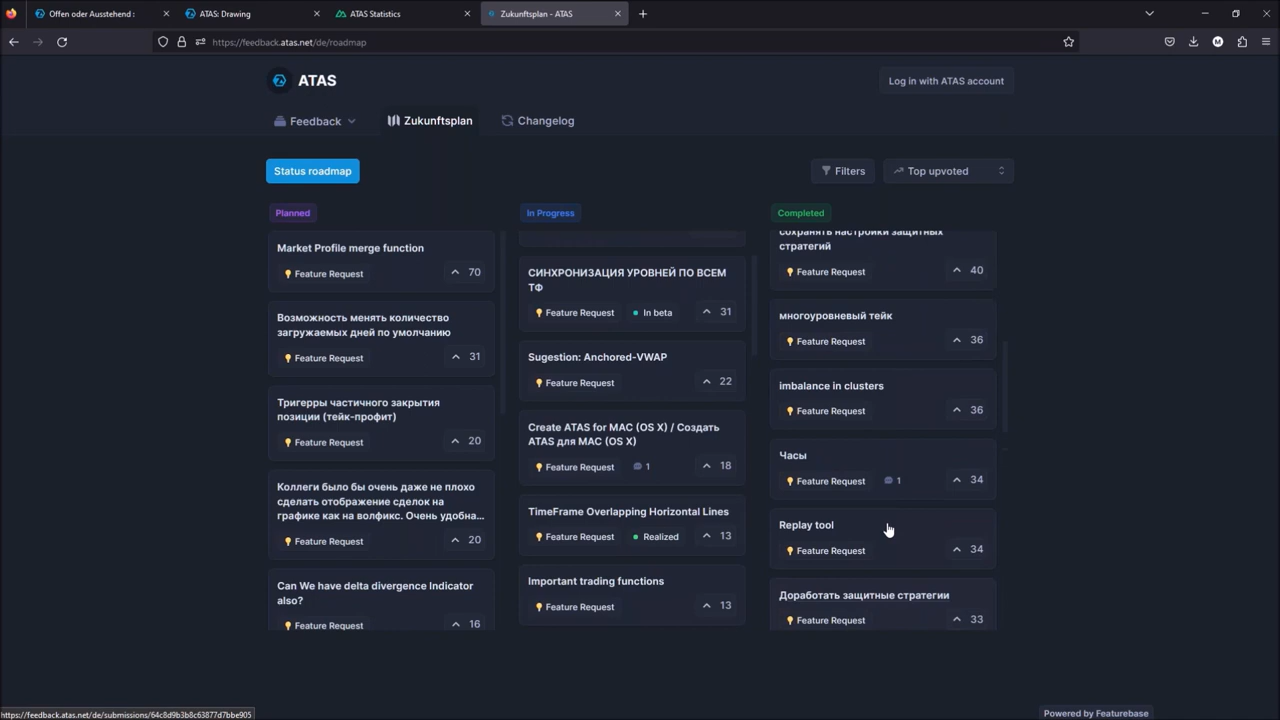 Offen oder Ausstehend :
ATAS: Drawing
ATAS Statistics
Zukunftsplan - ATAS
https://feedback.atas.net/de/roadmap
M
ATAS
Log in with ATAS account
Feedback
Zukunftsplan
Changelog
Status roadmap
Filters
Top upvoted
Planned
Market Profile merge function
Feature Request
70
Возможность менять количество
загружаемых дней по умолчанию
Feature Request
31
Тригерры частичного закрытия
позиции (тейк-профит)
Feature Request
20
Коллеги было бы очень даже не плохо
сделать отображение сделок на
графике как на волфикс. Очень удобна...
Feature Request
20
Can We have delta divergence Indicator
also?
Feature Request
16
In Progress
СИНХРОНИЗАЦИЯ УРОВНЕЙ ПО ВСЕМ
ТФ
Feature Request
In beta
31
Sugestion: Anchored-VWAP
Feature Request
22
Create ATAS for MAC (OS X) / Создать
ATAS для MAC (OS X)
Feature Request
1
18
TimeFrame Overlapping Horizontal Lines
Feature Request
Realized
13
Important trading functions
Feature Request
13
Completed
сохранять настройки защитных
стратегий
Feature Request
40
многоуровневый тейк
Feature Request
36
imbalance in clusters
Feature Request
36
Часы
Feature Request
1
34
Replay tool
Feature Request
34
Доработать защитные стратегии
Feature Request
33
https://feedback.atas.net/de/submissions/64c8d9b3b8c63877d7bbe905
Powered by Featurebase